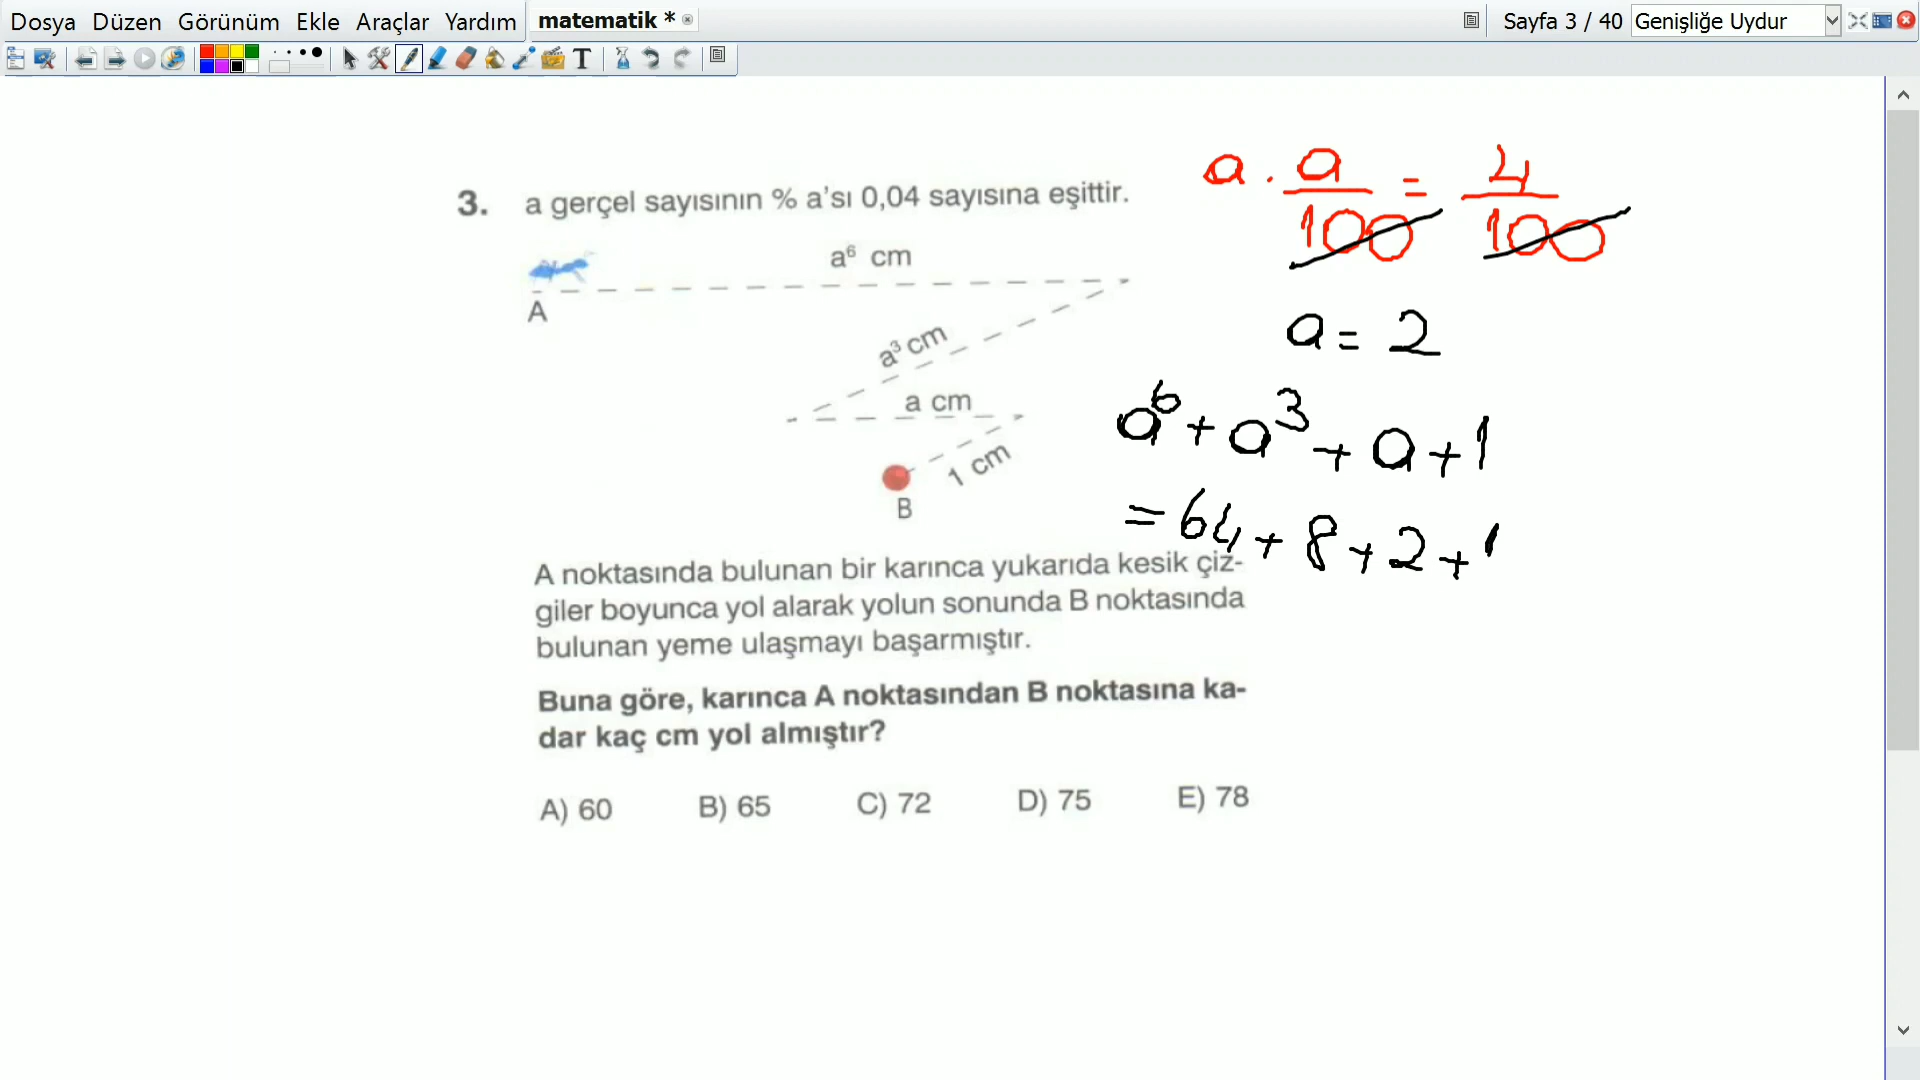 Dosya Düzen Görünüm Ekle Araçlar Yardım
matematik *
Sayfa 3 / 40
Genişliğe Uydur
T
3. a gerçel sayısının % a'sı 0,04 sayısına eşittir.
a⁶ cm
A
a³ cm
a cm
1 cm
B
A noktasında bulunan bir karınca yukarıda kesik çiz-
giler boyunca yol alarak yolun sonunda B noktasında
bulunan yeme ulaşmayı başarmıştır.
Buna göre, karınca A noktasından B noktasına ka-
dar kaç cm yol almıştır?
A) 60 B) 65 C) 72 D) 75 E) 78
a . a/100 = 4/100
a = 2
a⁶ + a³ + a + 1
= 64 + 8 + 2 + 1